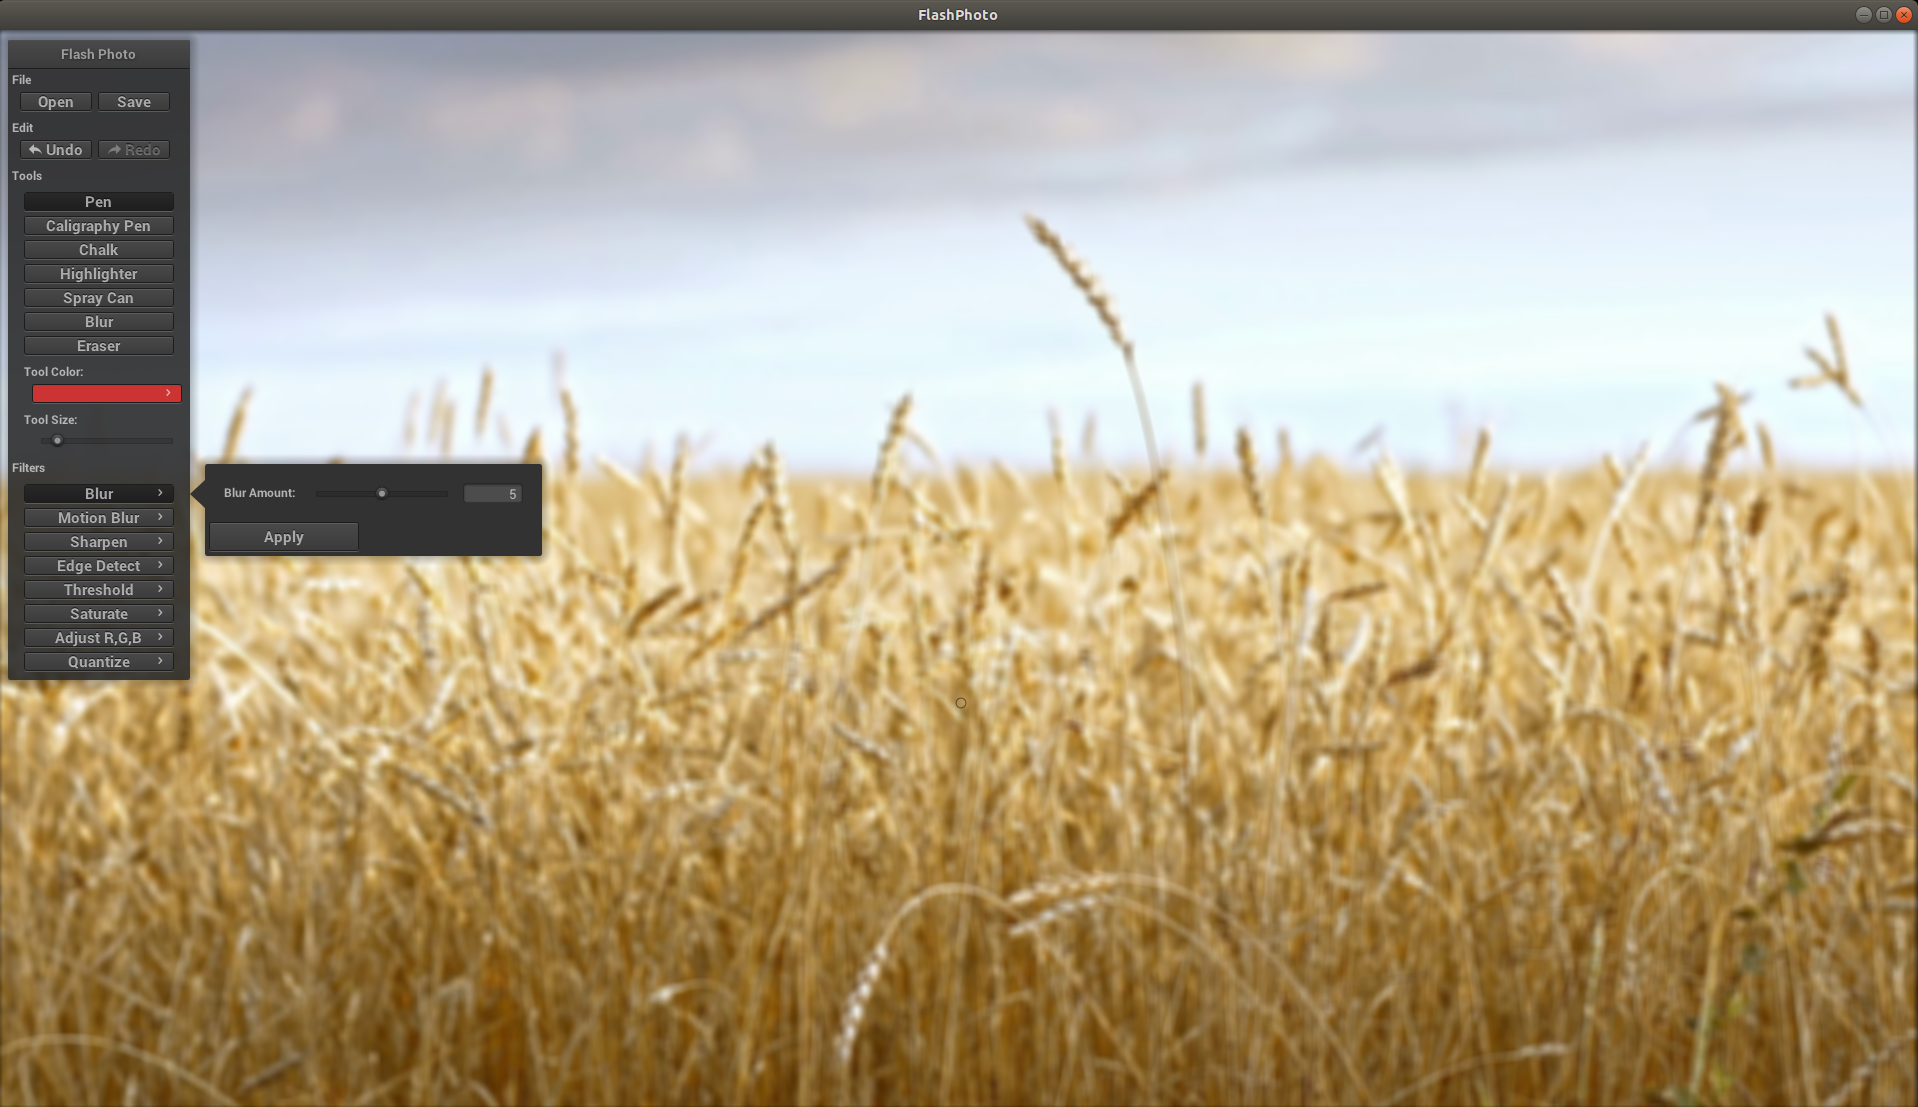 FlashPhoto
Flash Photo
File
Open Save
Edit
Undo Redo
Tools
Pen
Caligraphy Pen
Chalk
Highlighter
Spray Can
Blur
Eraser
Tool Color:
Tool Size:
Filters
Blur
Blur Amount: 5
Apply
Motion Blur
Sharpen
Edge Detect
Threshold
Saturate
Adjust R,G,B
Quantize